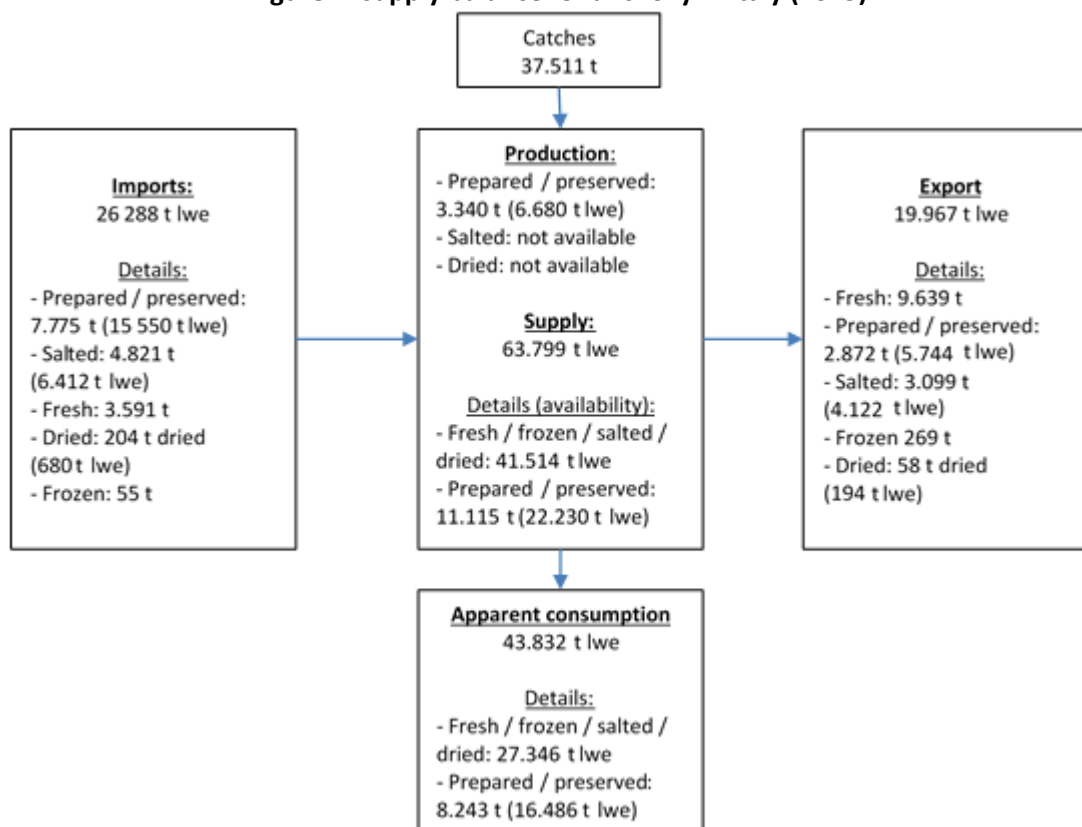 Catches
37.511 t
Imports:
26 288 t lwe
Details:
- Prepared / preserved:
7.775 t (15 550 t lwe)
- Salted: 4.821 t
(6.412 t lwe)
- Fresh: 3.591 t
- Dried: 204 t dried
(680 t lwe)
- Frozen: 55 t
Production:
- Prepared / preserved:
3.340 t (6.680 t lwe)
- Salted: not available
- Dried: not available
Supply:
63.799 t lwe
Details (availability):
- Fresh / frozen / salted /
dried: 41.514 t lwe
- Prepared / preserved:
11.115 t (22.230 t lwe)
Export
19.967 t lwe
Details:
- Fresh: 9.639 t
- Prepared / preserved:
2.872 t (5.744 t lwe)
- Salted: 3.099 t
(4.122 t lwe)
- Frozen 269 t
- Dried: 58 t dried
(194 t lwe)
Apparent consumption
43.832 t lwe
Details:
- Fresh / frozen / salted /
dried: 27.346 t lwe
- Prepared / preserved:
8.243 t (16.486 t lwe)